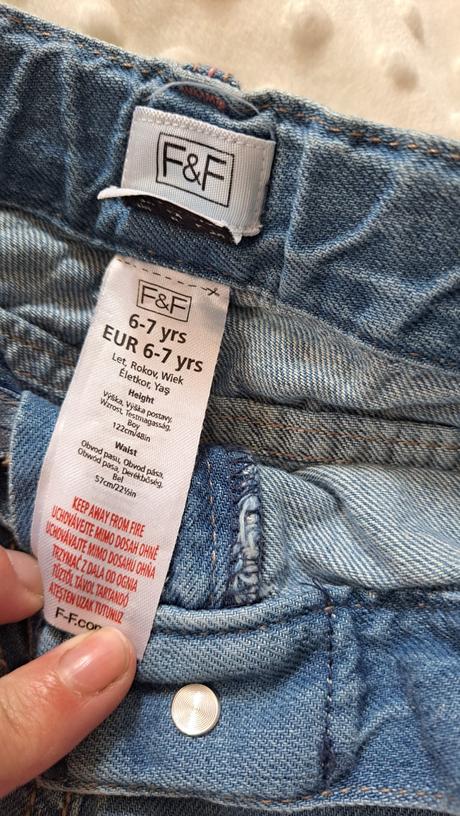 F&F
F&F
6-7 yrs
EUR 6-7 yrs
Let, Rokov, Wiek
Életkor, Yaş
Height
Výška, Výška postavy,
Wzrost, Testmagasság,
Boy
122cm/48in
Waist
Obvod pasu, Obvod pása,
Obwód pasa, Derékbőség,
Bel
57cm/22½in
KEEP AWAY FROM FIRE
UCHOVÁVEJTE MIMO DOSAH OHNĚ
UCHOVÁVAJTE MIMO DOSAHU OHŇA
TRZYMAĆ Z DALA OD OGNIA
TŰZTŐL TÁVOL TARTANDÓ
ATEŞTEN UZAK TUTUNUZ
F-F.com